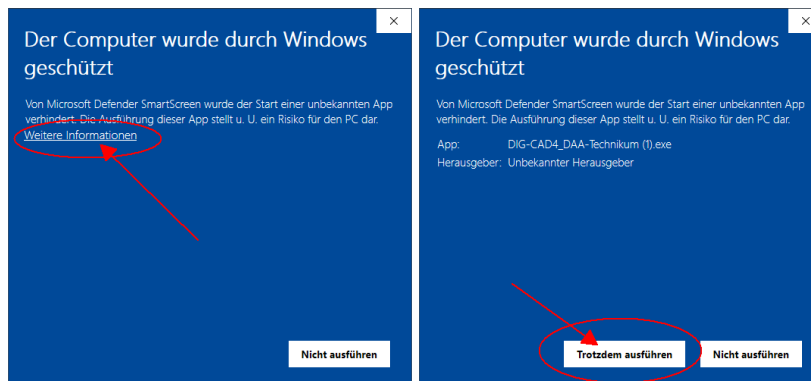 Der Computer wurde durch Windows
geschützt
Von Microsoft Defender SmartScreen wurde der Start einer unbekannten App
verhindert. Die Ausführung dieser App stellt u. U. ein Risiko für den PC dar.
Weitere Informationen
Nicht ausführen
Der Computer wurde durch Windows
geschützt
Von Microsoft Defender SmartScreen wurde der Start einer unbekannten App
verhindert. Die Ausführung dieser App stellt u. U. ein Risiko für den PC dar.
App: DIG-CAD4_DAA-Technikum (1).exe
Herausgeber: Unbekannter Herausgeber
Trotzdem ausführen Nicht ausführen